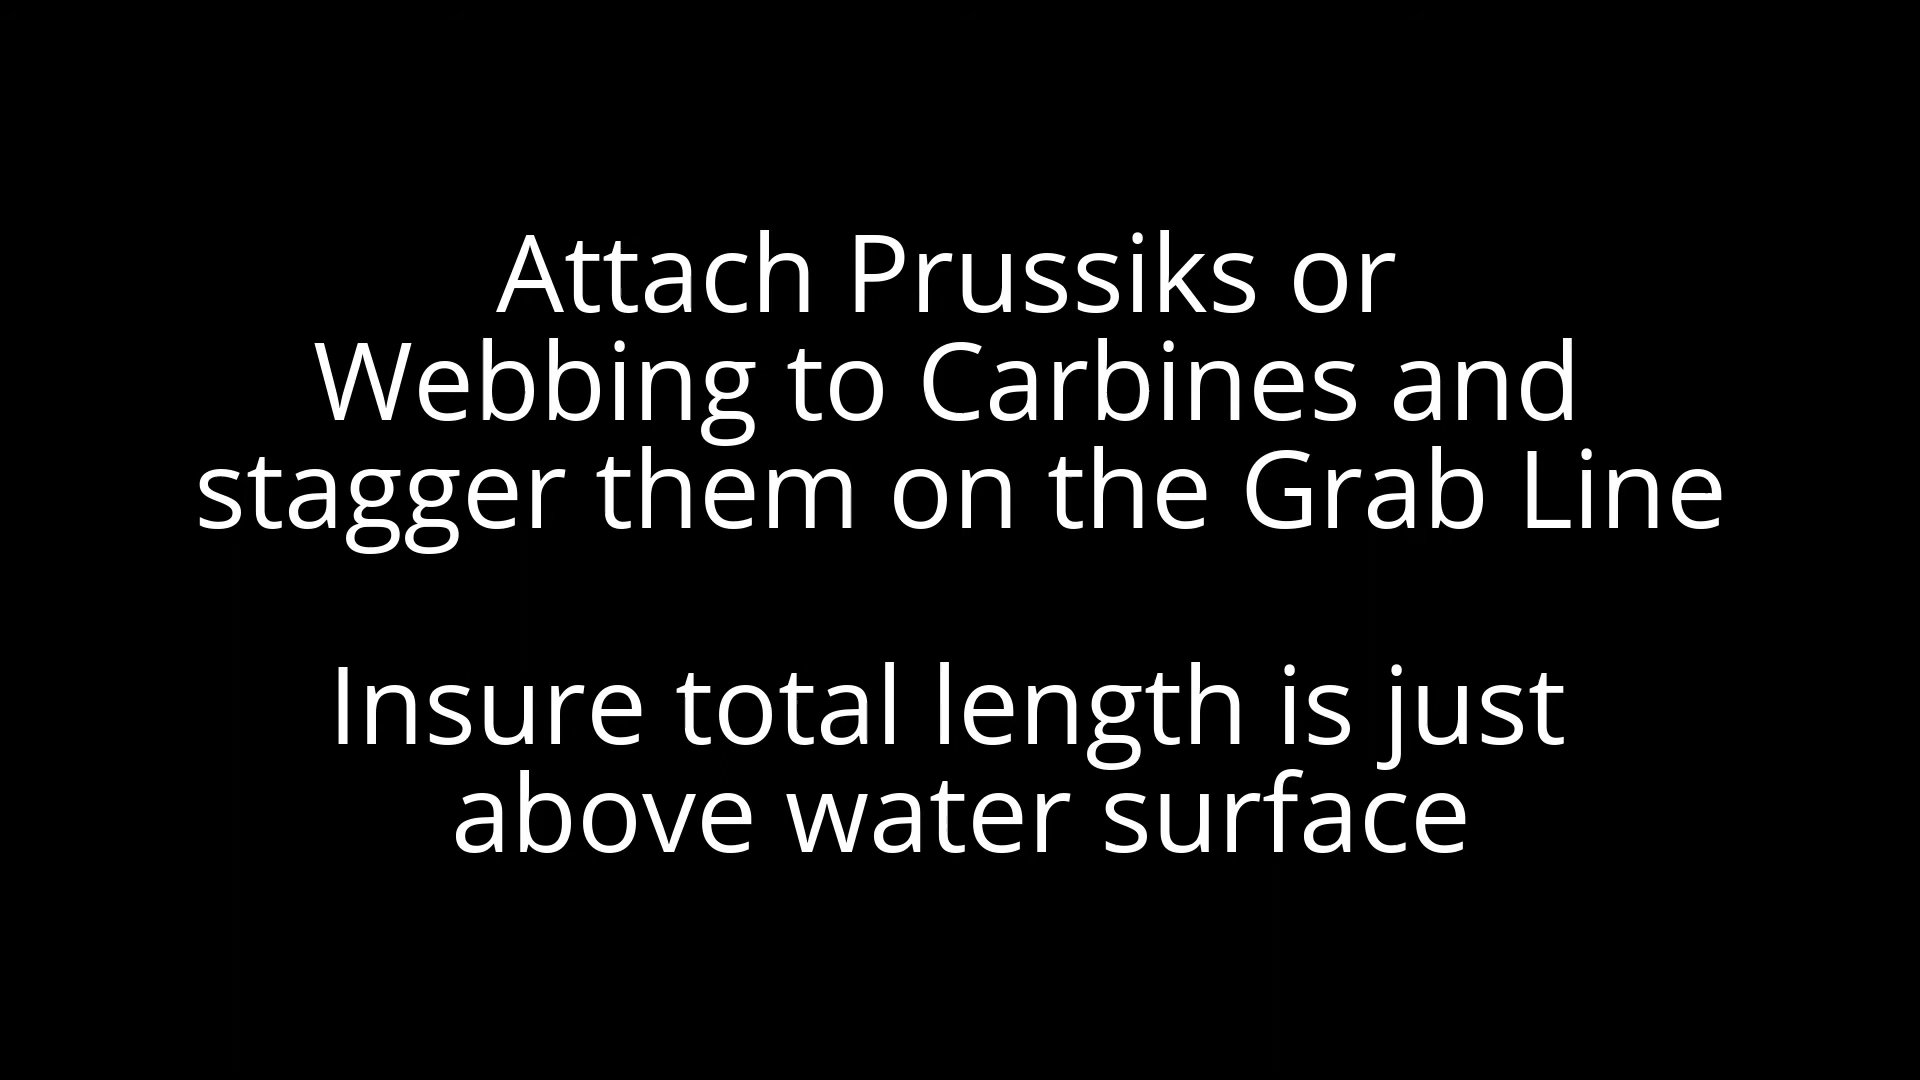 Attach Prussiks or
Webbing to Carbines and
stagger them on the Grab Line
Insure total length is just
above water surface